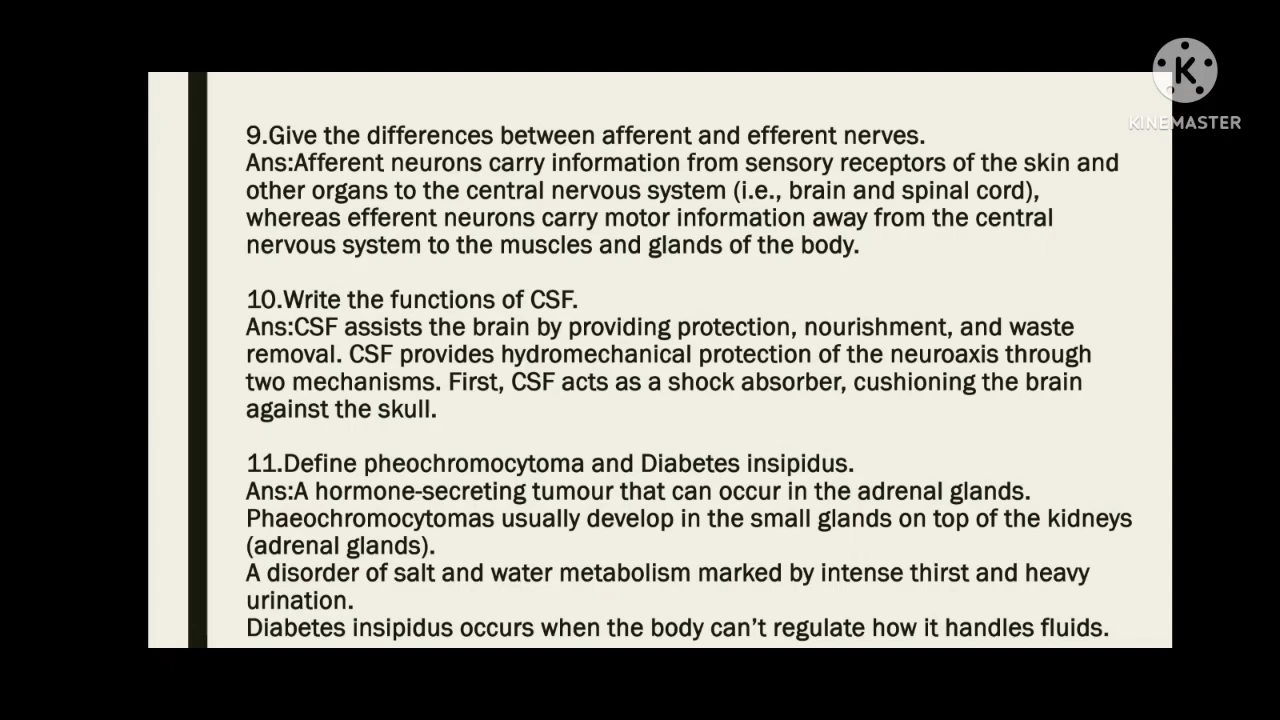 K
KINEMASTER
9.Give the differences between afferent and efferent nerves.
Ans:Afferent neurons carry information from sensory receptors of the skin and
other organs to the central nervous system (i.e., brain and spinal cord),
whereas efferent neurons carry motor information away from the central
nervous system to the muscles and glands of the body.
10.Write the functions of CSF.
Ans:CSF assists the brain by providing protection, nourishment, and waste
removal. CSF provides hydromechanical protection of the neuroaxis through
two mechanisms. First, CSF acts as a shock absorber, cushioning the brain
against the skull.
11.Define pheochromocytoma and Diabetes insipidus.
Ans:A hormone-secreting tumour that can occur in the adrenal glands.
Phaeochromocytomas usually develop in the small glands on top of the kidneys
(adrenal glands).
A disorder of salt and water metabolism marked by intense thirst and heavy
urination.
Diabetes insipidus occurs when the body can’t regulate how it handles fluids.